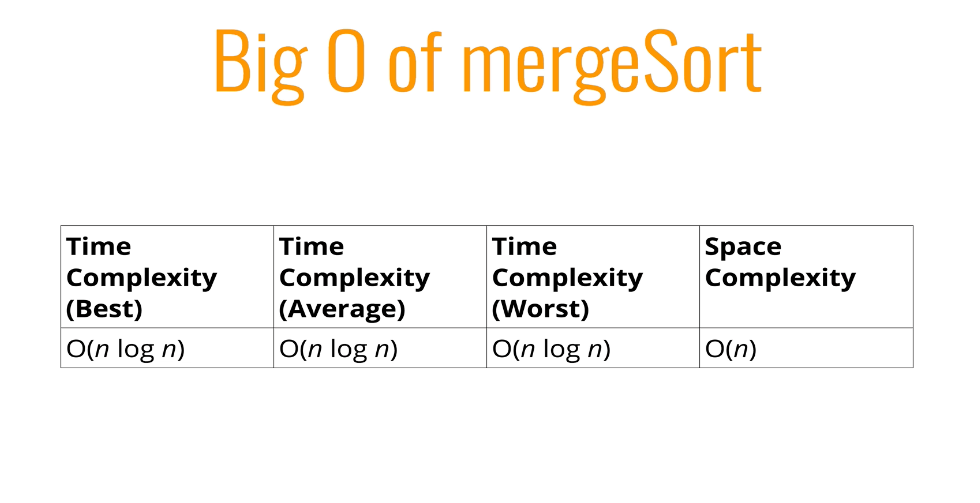 Big O of mergeSort
Time Complexity (Best)
Time Complexity (Average)
Time Complexity (Worst)
Space Complexity
O(n log n)
O(n log n)
O(n log n)
O(n)